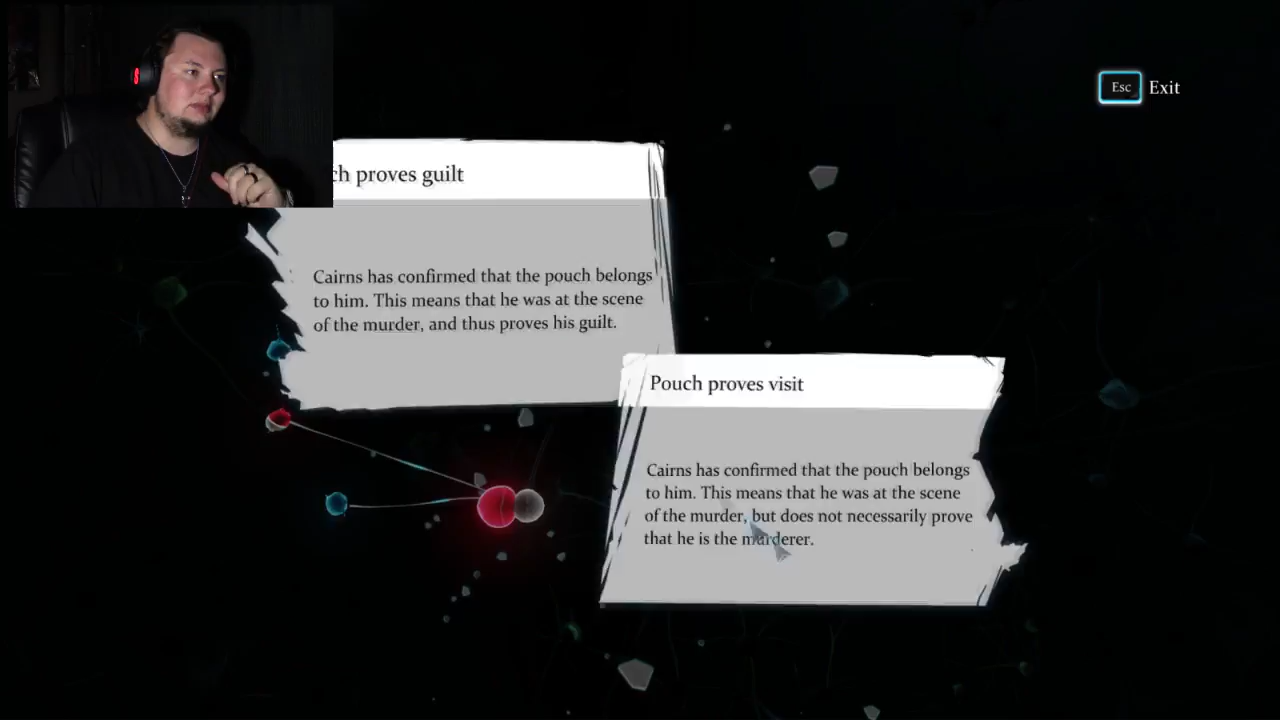 Esc Exit
ch proves guilt
Cairns has confirmed that the pouch belongs
to him. This means that he was at the scene
of the murder, and thus proves his guilt.
Pouch proves visit
Cairns has confirmed that the pouch belongs
to him. This means that he was at the scene
of the murder, but does not necessarily prove
that he is the murderer.